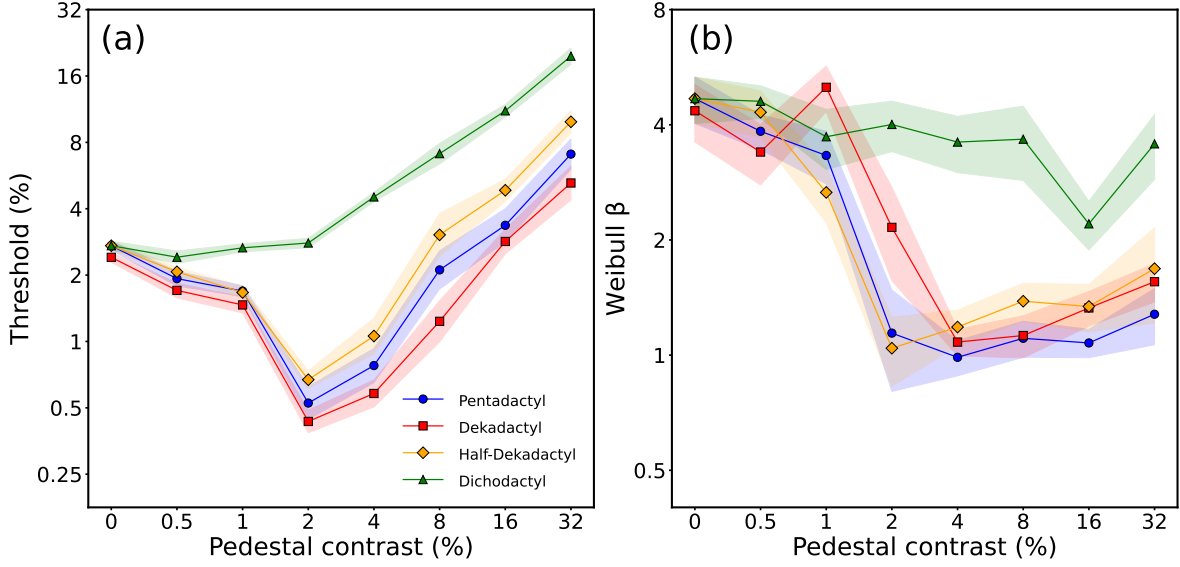 (a)
32
16
8
4
2
1
0.5
0.25
Threshold (%)
0 0.5 1 2 4 8 16 32
Pedestal contrast (%)
Pentadactyl
Dekadactyl
Half-Dekadactyl
Dichodactyl
(b)
8
4
2
1
0.5
Weibull β
0 0.5 1 2 4 8 16 32
Pedestal contrast (%)